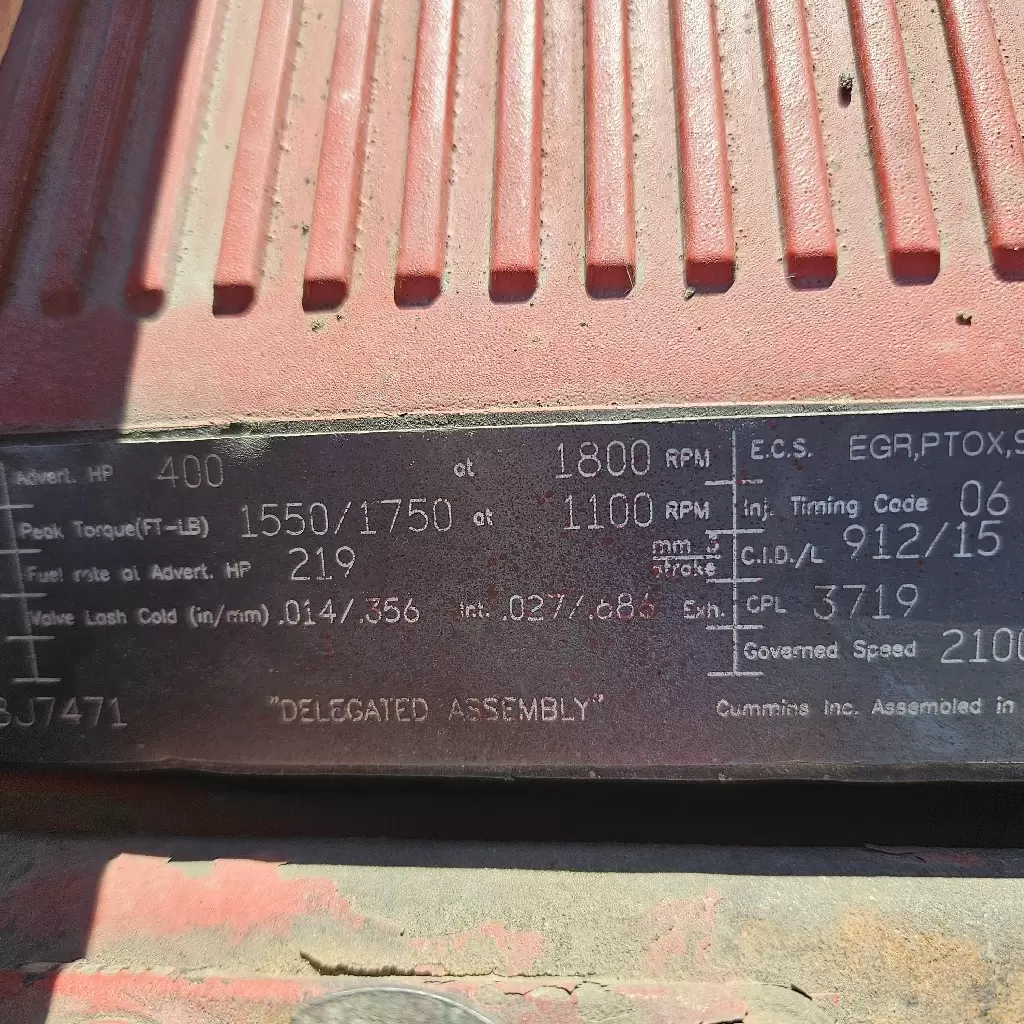 Advert. HP 400 at 1800 RPM
Peak Torque(FT-LB) 1550/1750 at 1100 RPM
Fuel rate at Advert. HP 219 mm 3 stroke
Valve Lash Cold (in/mm) .014/.356 Int. .027/.686 Exh.
E.C.S. EGR,PTOX,S
Inj. Timing Code 06
C.I.D./L 912/15
CPL 3719
Governed Speed 2100
BJ7471 "DELEGATED ASSEMBLY" Cummins Inc. Assembled in